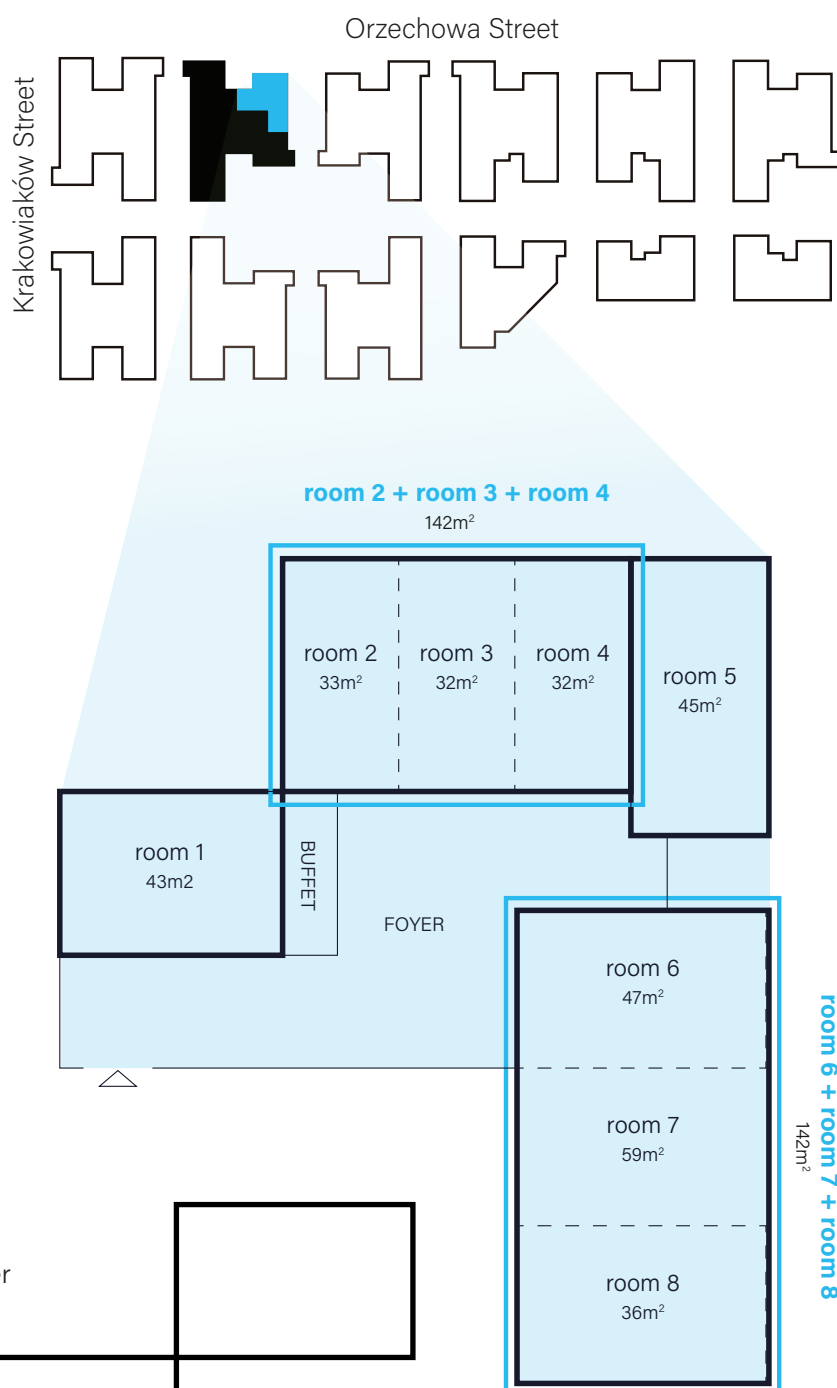 Orzechowa Street
Krakowiaków Street
room 2 + room 3 + room 4
142m²
room 2
33m²
room 3
32m²
room 4
32m²
room 5
45m²
room 1
43m2
BUFFET
FOYER
room 6
47m²
room 7
59m²
room 8
36m²
room 6 + room 7 + room 8
142m²